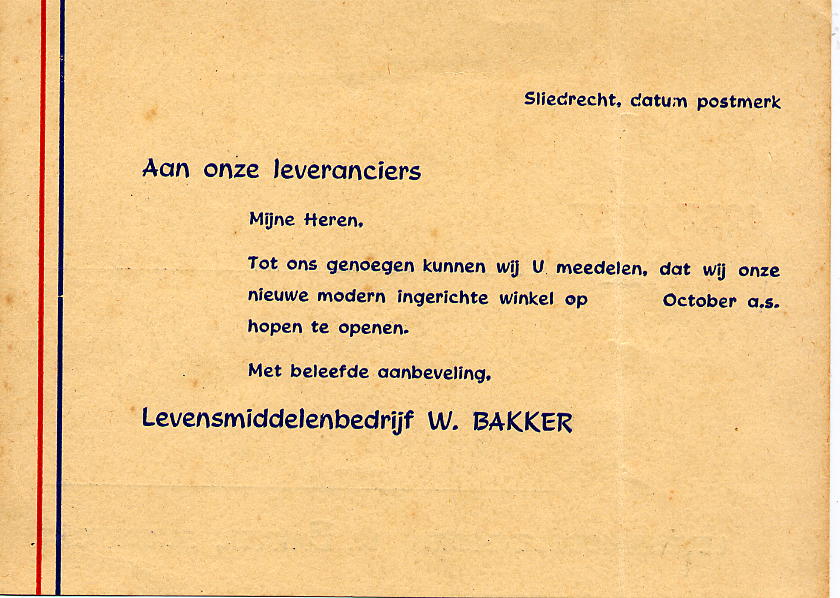 Sliedrecht, datum postmerk
Aan onze leveranciers
Mijne Heren,
Tot ons genoegen kunnen wij U meedelen, dat wij onze
nieuwe modern ingerichte winkel op October a.s.
hopen te openen.
Met beleefde aanbeveling,
Levensmiddelenbedrijf W. BAKKER